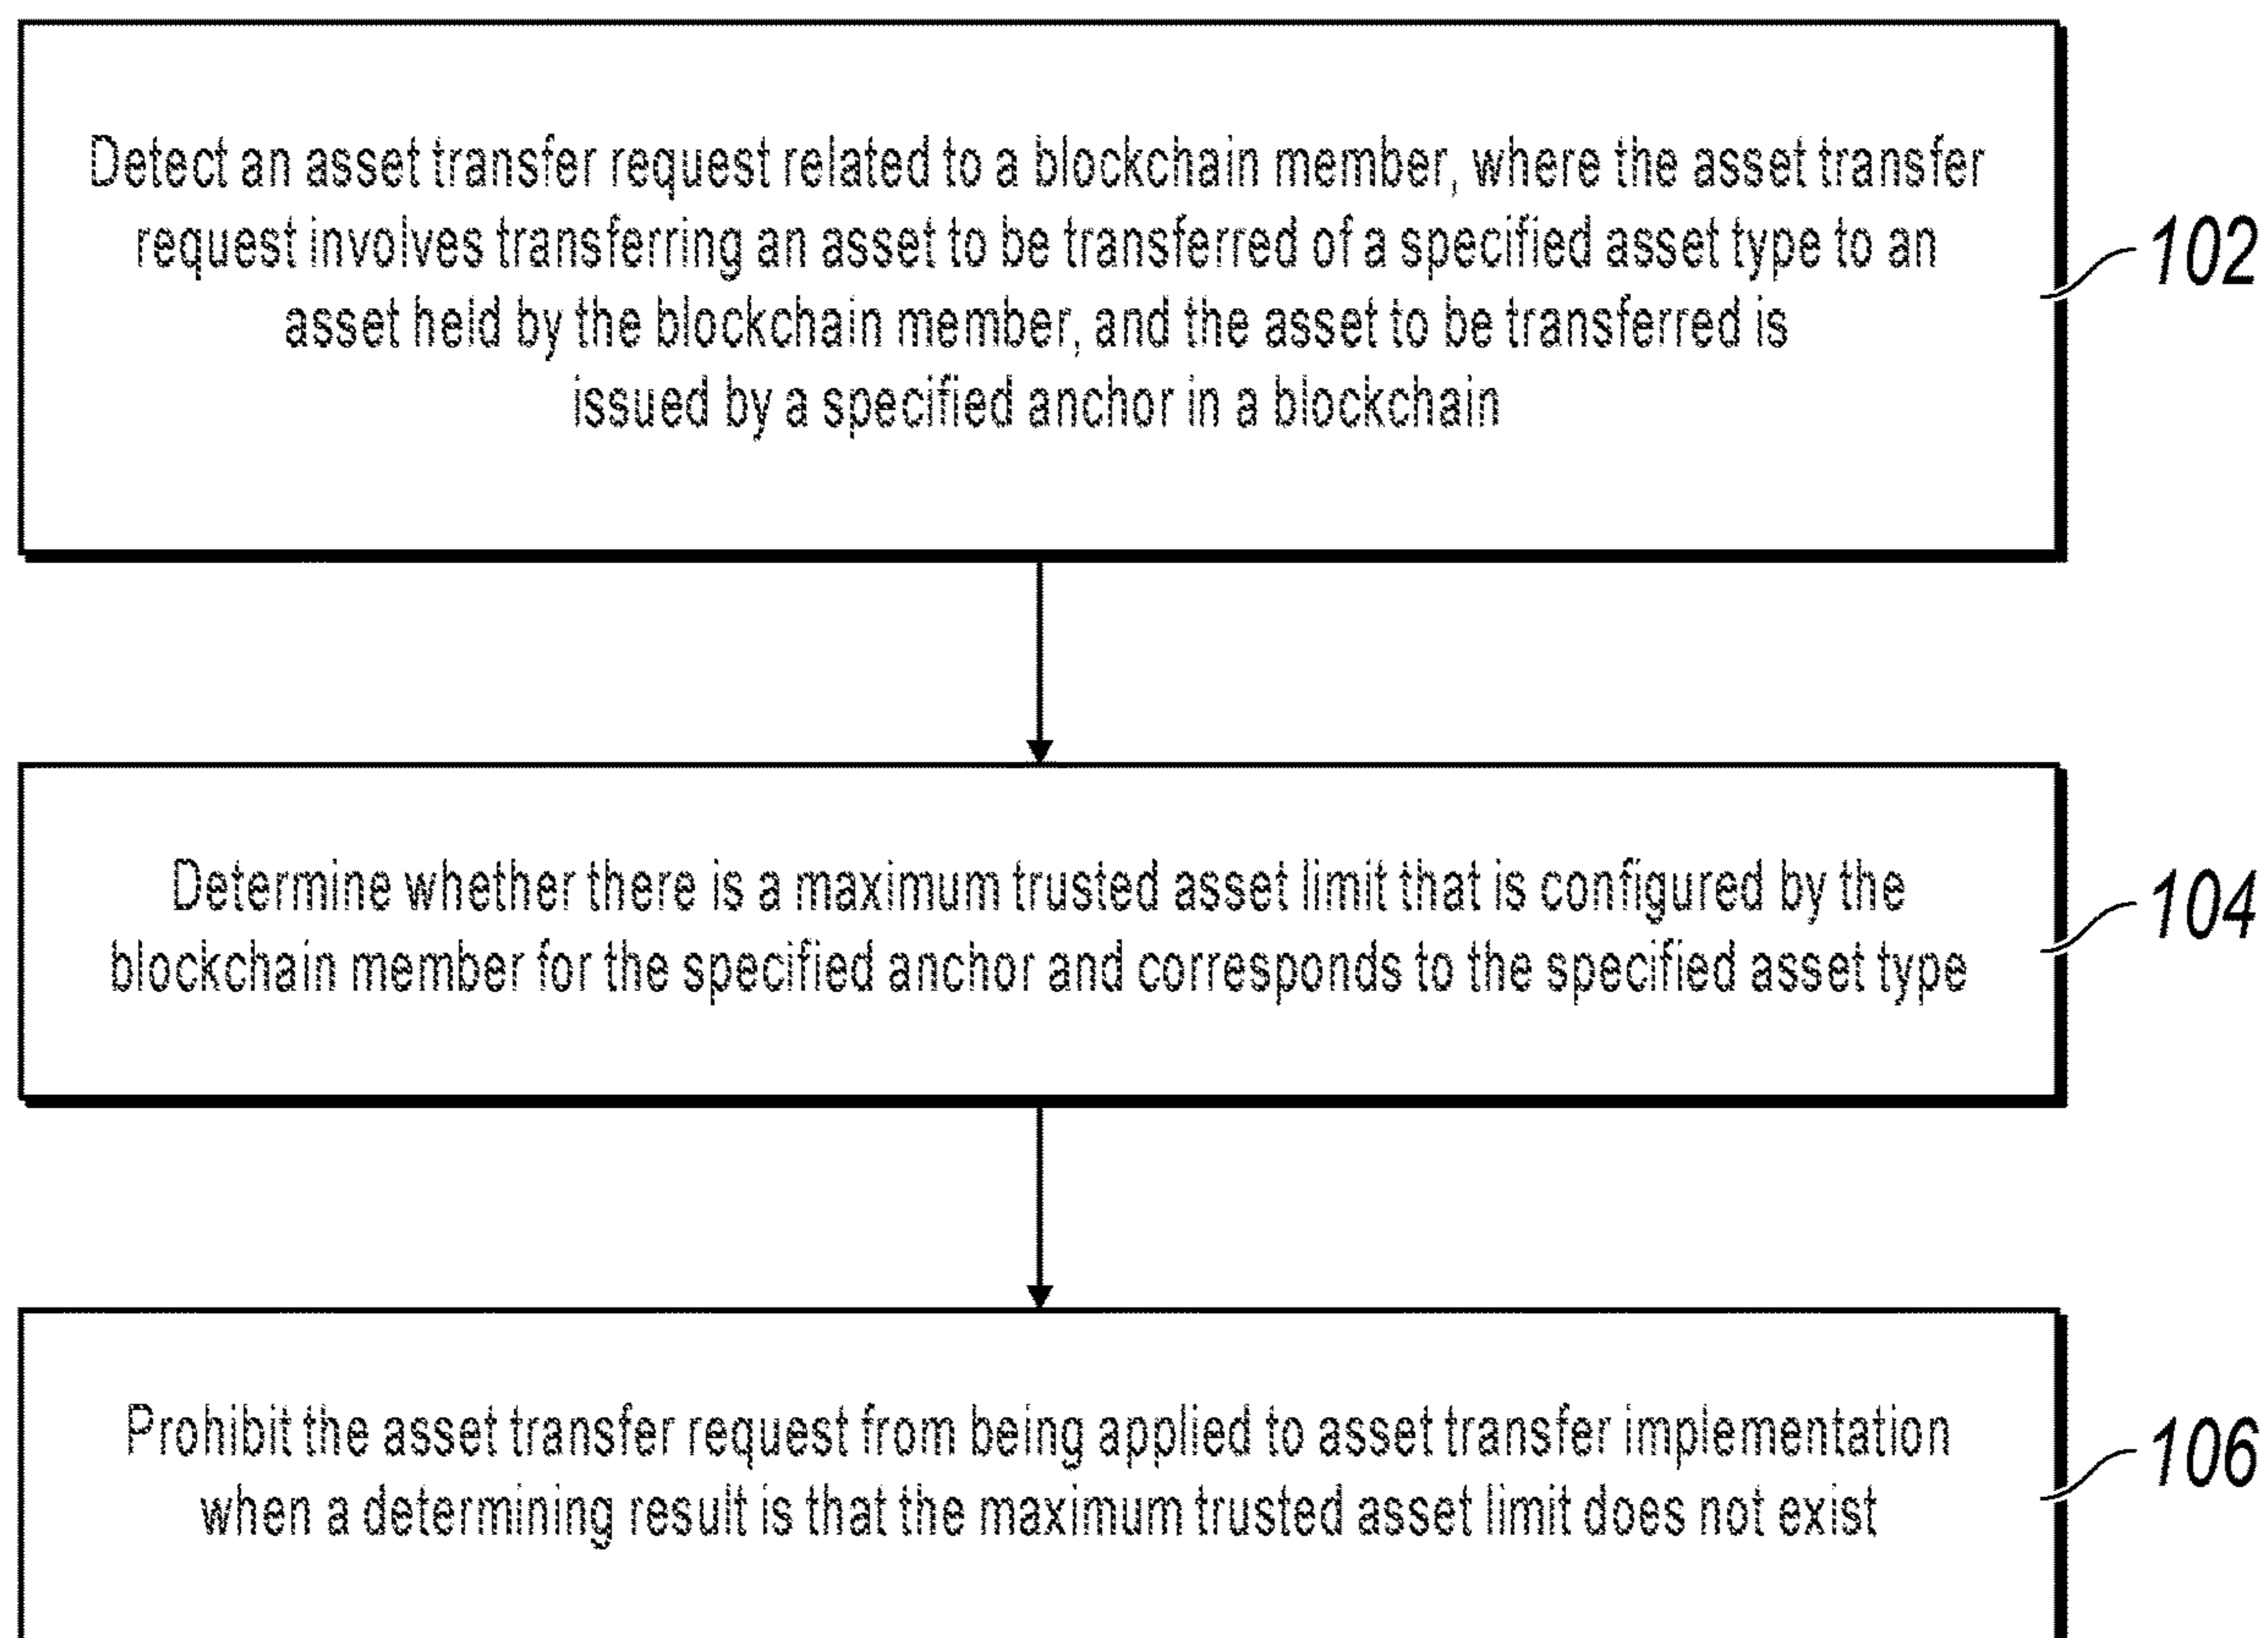 Detect an asset transfer request related to a blockchain member, where the asset transfer
request involves transferring an asset to be transferred of a specified asset type to an
asset held by the blockchain member, and the asset to be transferred is
issued by a specified anchor in a blockchain
102
Determine whether there is a maximum trusted asset limit that is configured by the
blockchain member for the specified anchor and corresponds to the specified asset type
104
Prohibit the asset transfer request from being applied to asset transfer implementation
when a determining result is that the maximum trusted asset limit does not exist
106